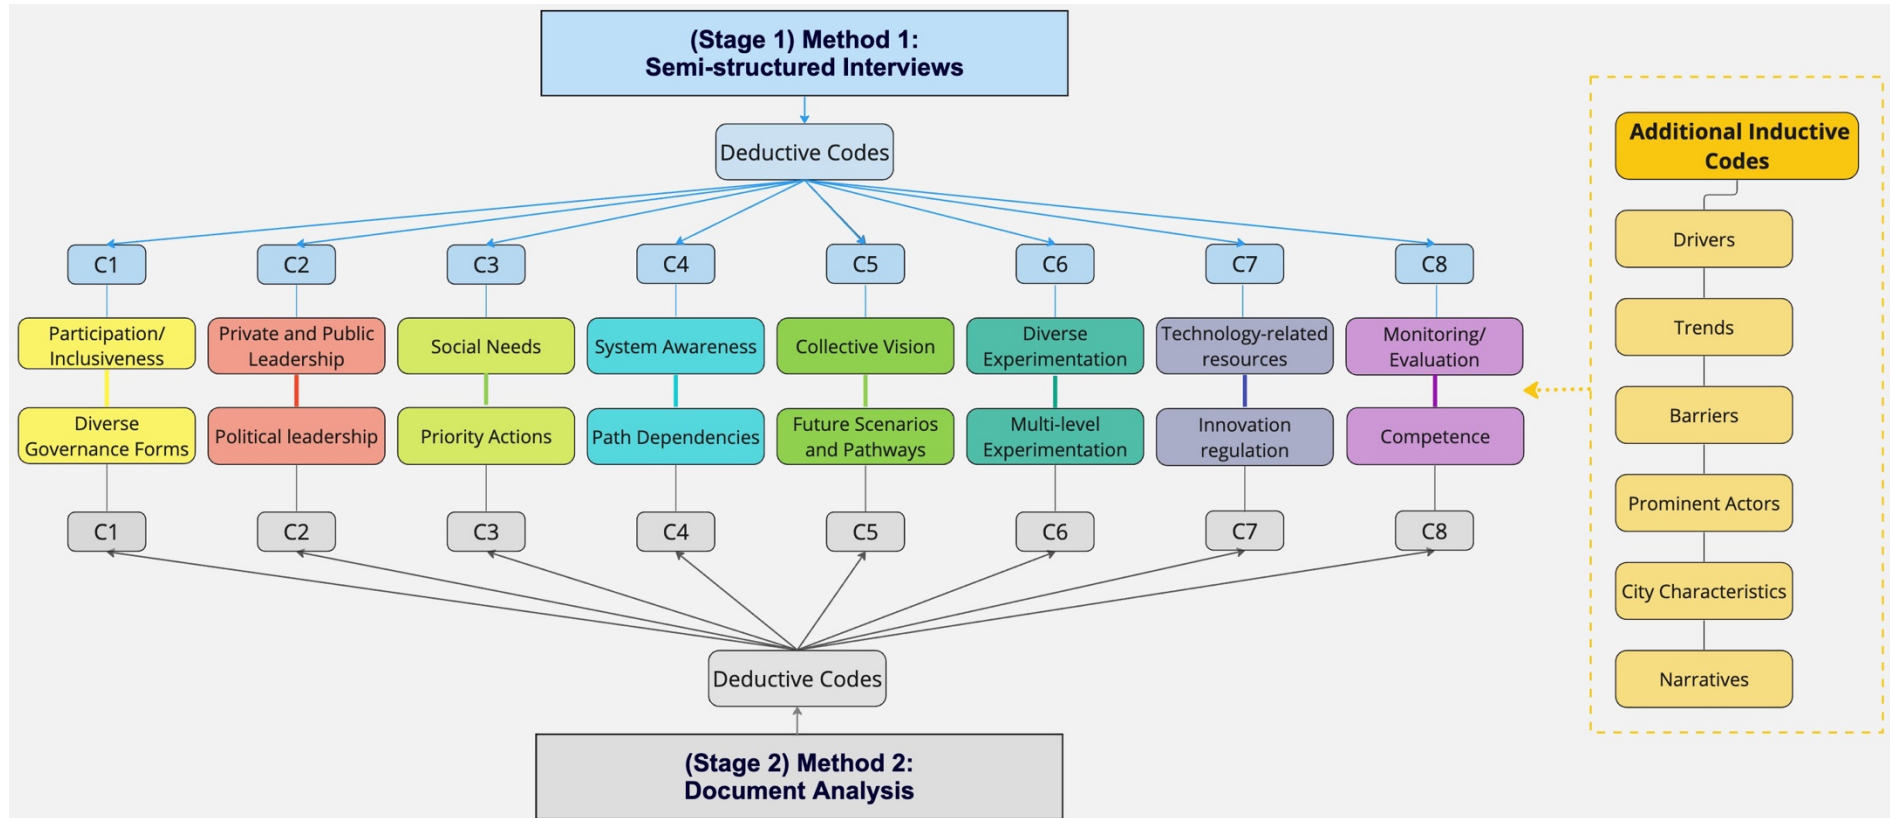 (Stage 1) Method 1:
Semi-structured Interviews
Deductive Codes
C1
C2
C3
C4
C5
C6
C7
C8
Participation/
Inclusiveness
Private and Public
Leadership
Social Needs
System Awareness
Collective Vision
Diverse
Experimentation
Technology-related
resources
Monitoring/
Evaluation
Diverse
Governance Forms
Political leadership
Priority Actions
Path Dependencies
Future Scenarios
and Pathways
Multi-level
Experimentation
Innovation
regulation
Competence
C1
C2
C3
C4
C5
C6
C7
C8
Deductive Codes
(Stage 2) Method 2:
Document Analysis
Additional Inductive
Codes
Drivers
Trends
Barriers
Prominent Actors
City Characteristics
Narratives